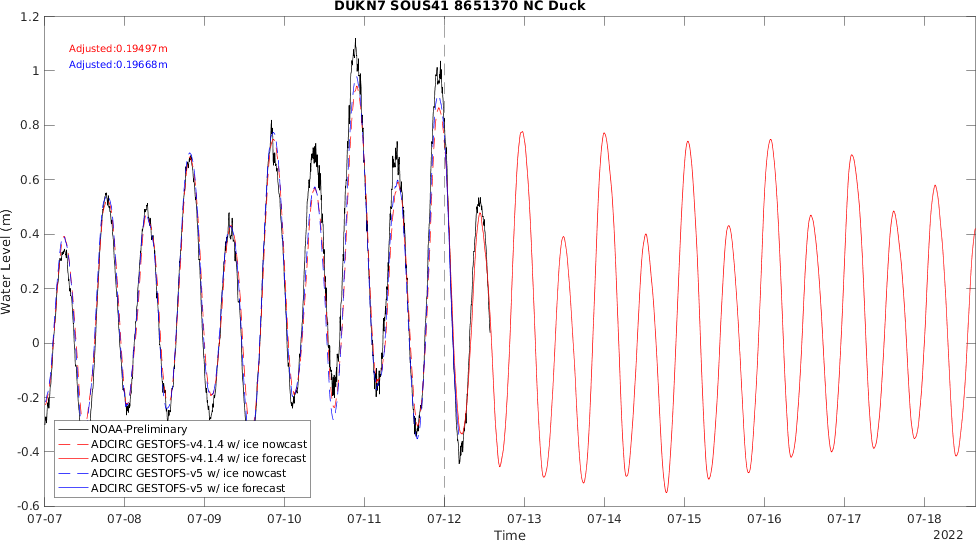 DUKN7 SOUS41 8651370 NC Duck
1.2
1
0.8
0.6
0.4
0.2
0
-0.2
-0.4
-0.6
Water Level (m)
Adjusted:0.19497m
Adjusted:0.19668m
NOAA-Preliminary
ADCIRC GESTOFS-v4.1.4 w/ ice nowcast
ADCIRC GESTOFS-v4.1.4 w/ ice forecast
ADCIRC GESTOFS-v5 w/ ice nowcast
ADCIRC GESTOFS-v5 w/ ice forecast
07-07 07-08 07-09 07-10 07-11 07-12 07-13 07-14 07-15 07-16 07-17 07-18
Time
2022